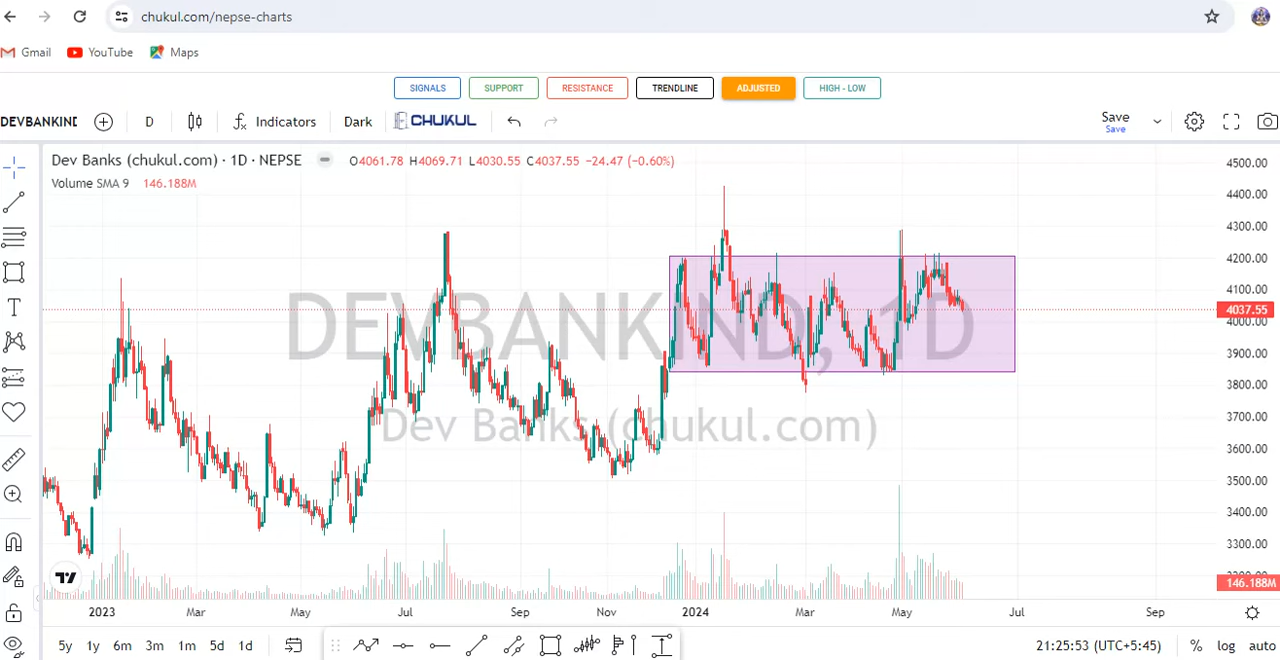 chukul.com/nepse-charts
Gmail YouTube Maps
SIGNALS SUPPORT RESISTANCE TRENDLINE ADJUSTED HIGH - LOW
DEVBANKIND D Indicators Dark CHUKUL Save
Save
Dev Banks (chukul.com) · 1D · NEPSE O4061.78 H4069.71 L4030.55 C4037.55 −24.47 (−0.60%)
Volume SMA 9 146.188M
4500.00
4400.00
4300.00
4200.00
4100.00
4037.55
4000.00
3900.00
3800.00
3700.00
3600.00
3500.00
3400.00
3300.00
146.188M
DEVBANKIND, 1D
Dev Banks (chukul.com)
2023 Mar May Jul Sep Nov 2024 Mar May Jul Sep
5y 1y 6m 3m 1m 5d 1d 21:25:53 (UTC+5:45) % log auto